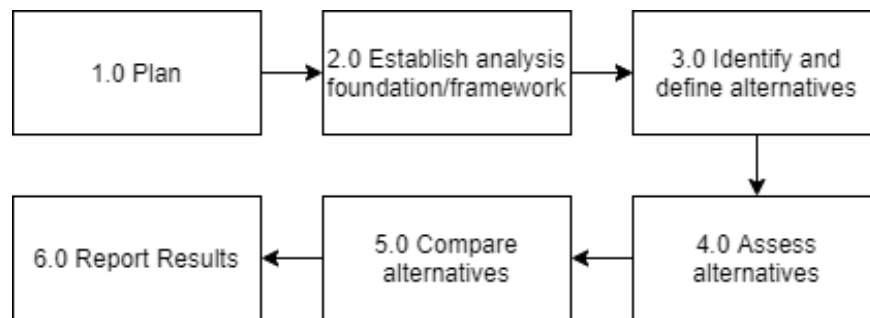 1.0 Plan
2.0 Establish analysis
foundation/framework
3.0 Identify and
define alternatives
4.0 Assess
alternatives
5.0 Compare
alternatives
6.0 Report Results